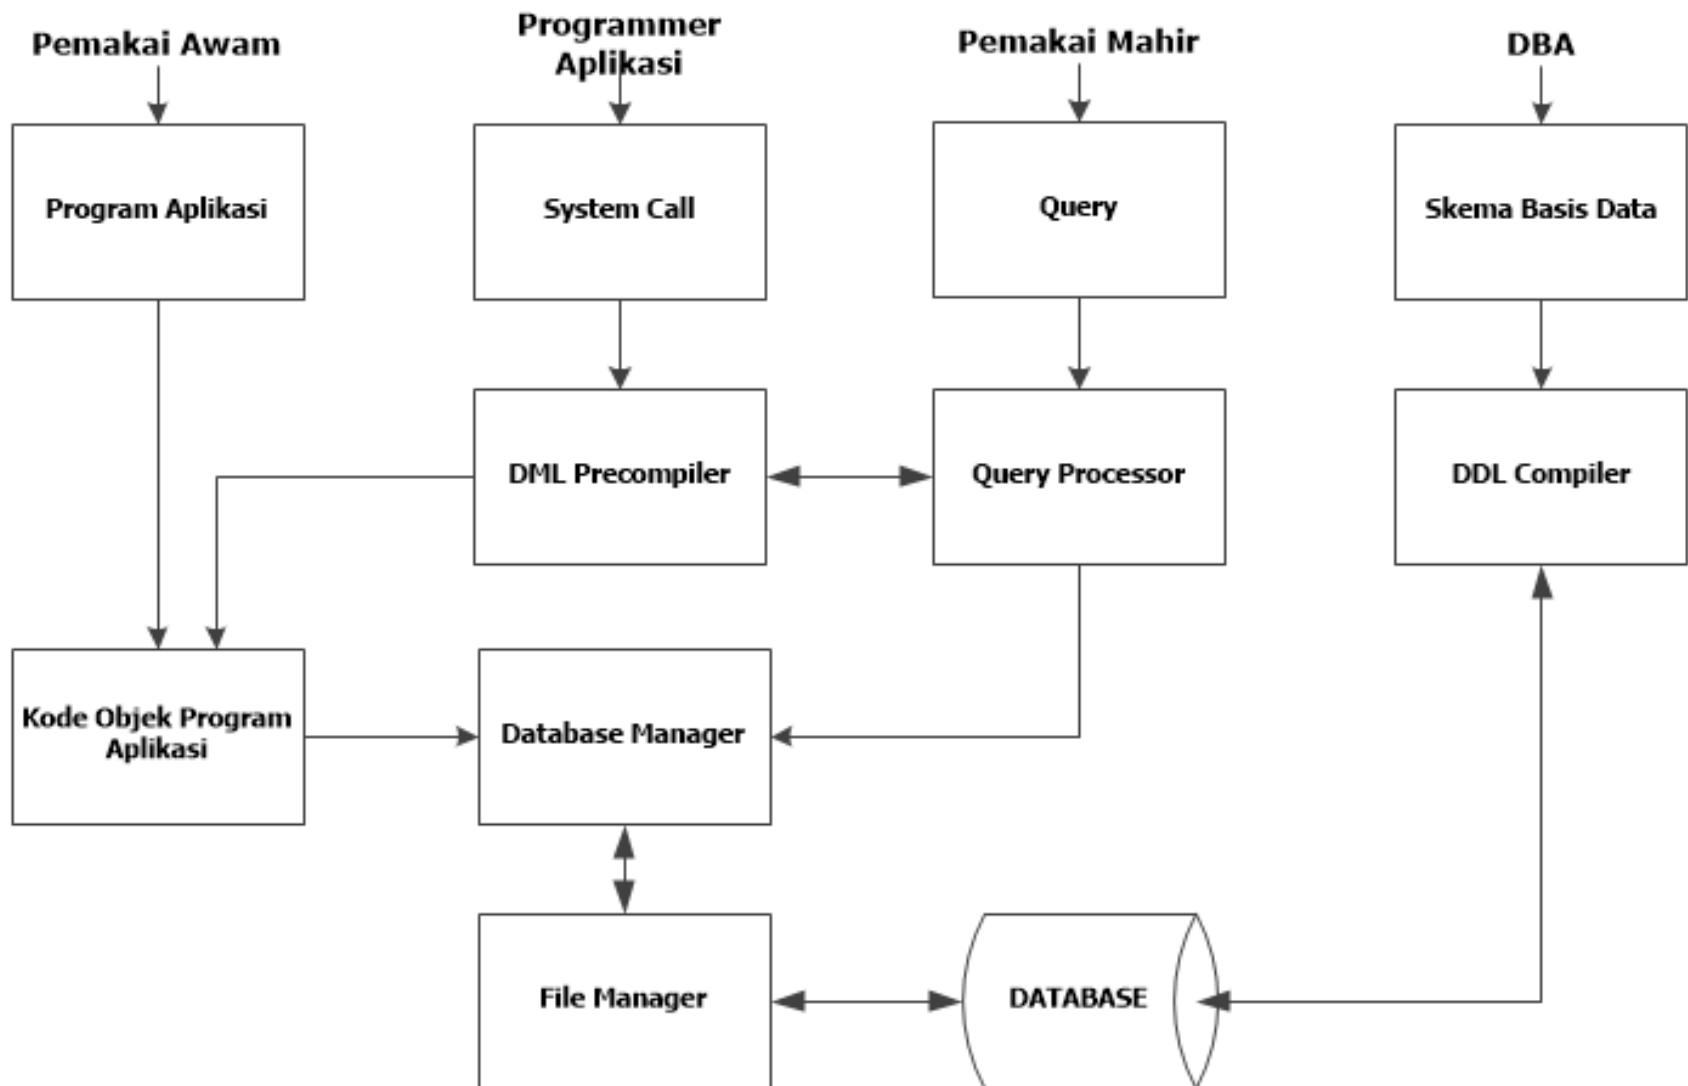 Pemakai Awam
Programmer
Aplikasi
Pemakai Mahir
DBA
Program Aplikasi
System Call
Query
Skema Basis Data
DML Precompiler
Query Processor
DDL Compiler
Kode Objek Program
Aplikasi
Database Manager
File Manager
DATABASE